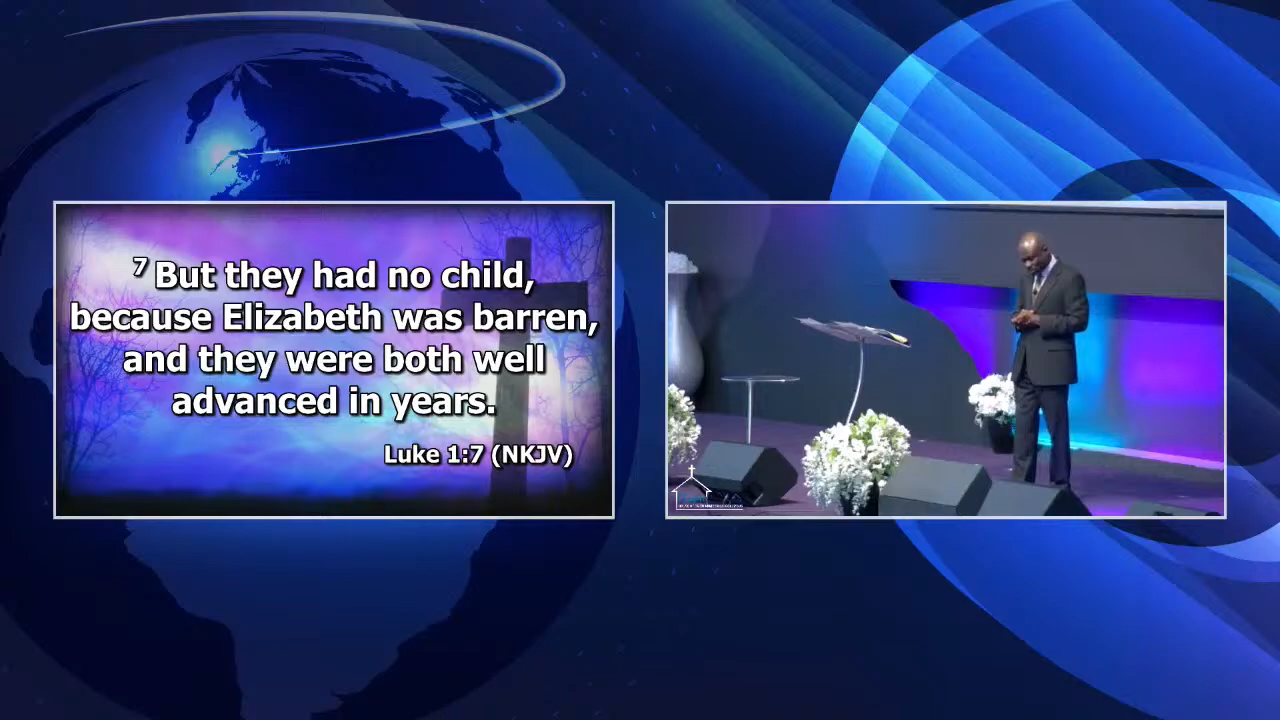 7 But they had no child,
because Elizabeth was barren,
and they were both well
advanced in years.
Luke 1:7 (NKJV)